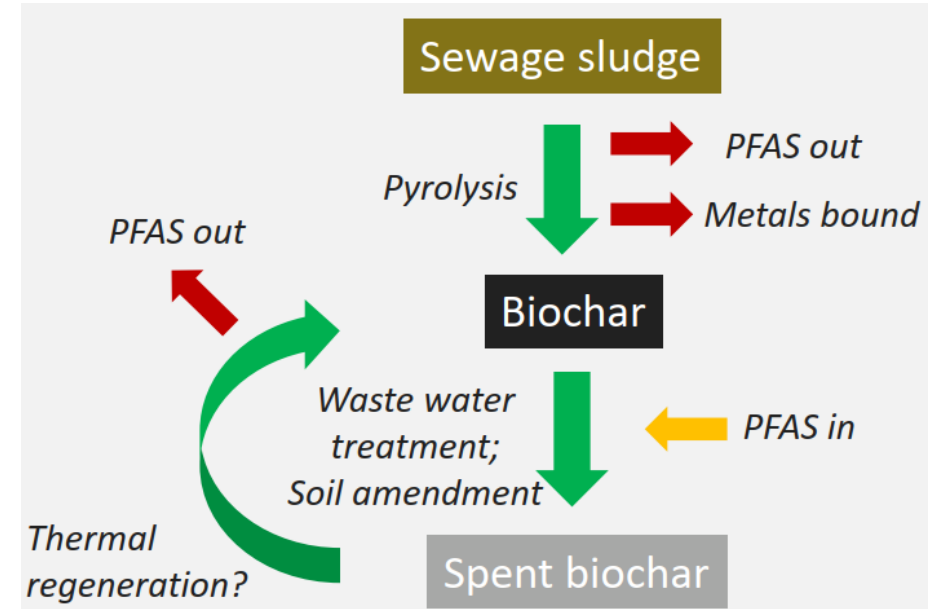 Sewage sludge
PFAS out
Pyrolysis
Metals bound
PFAS out
Biochar
Waste water
treatment;
Soil amendment
PFAS in
Thermal
regeneration?
Spent biochar